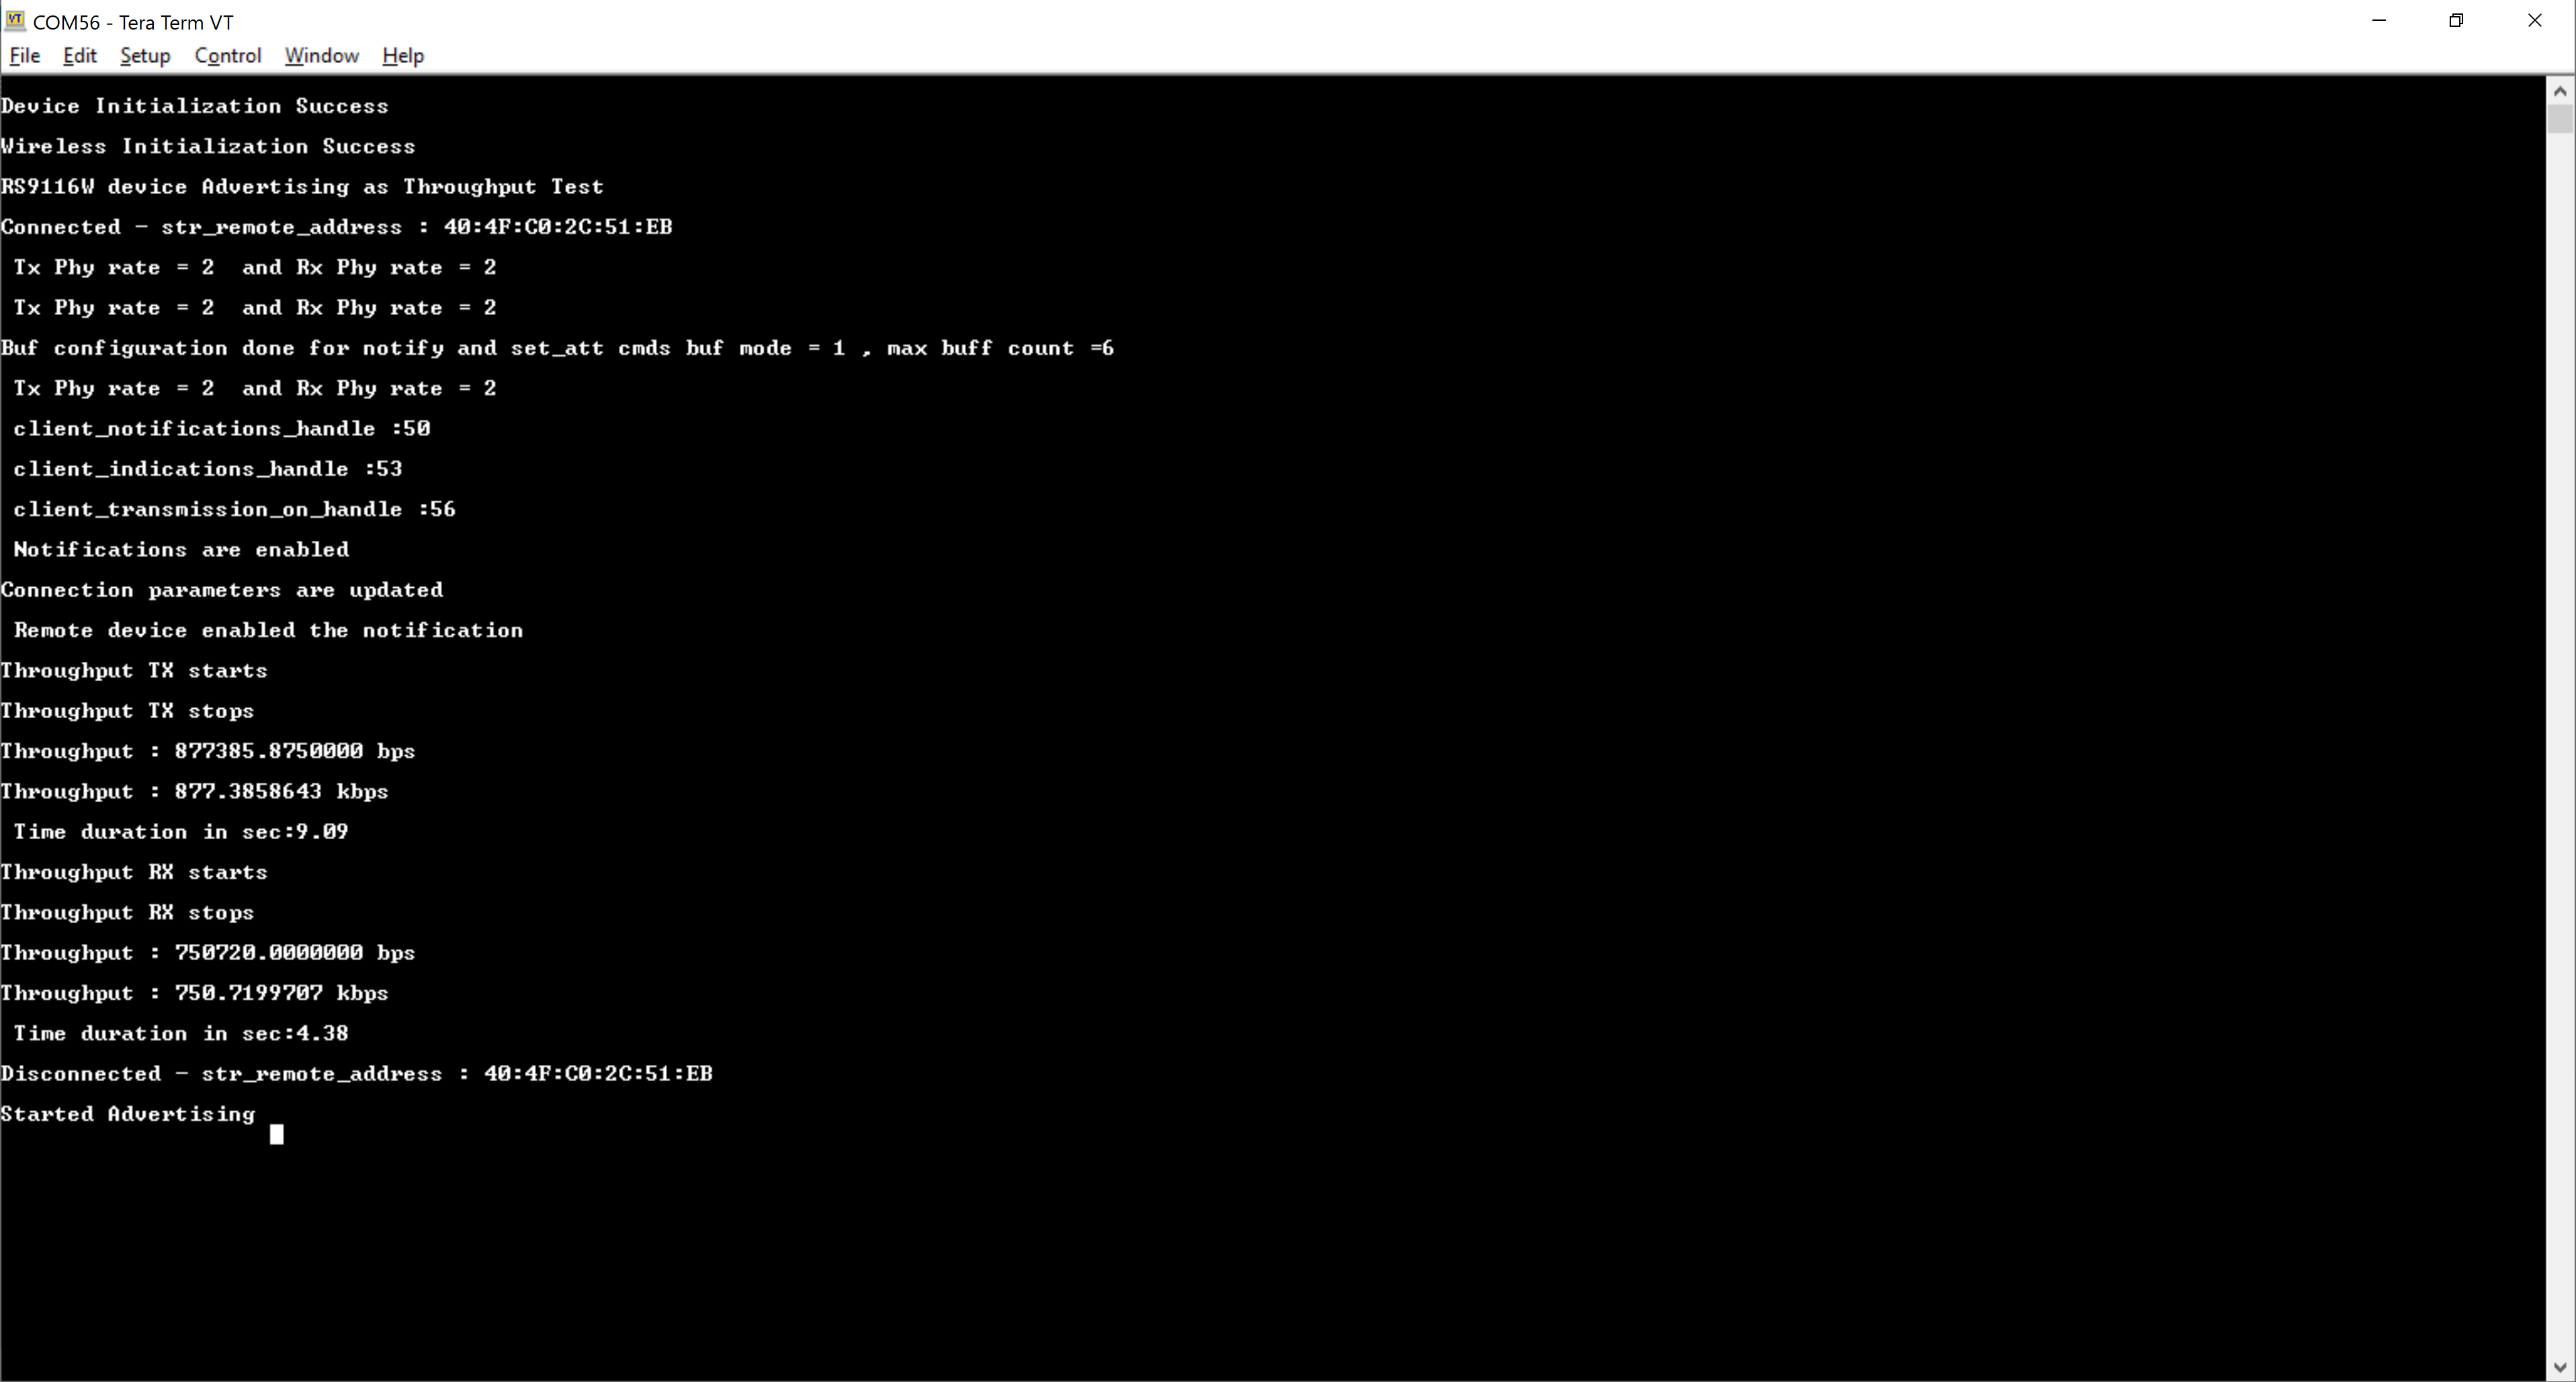 COM56 - Tera Term VT
File Edit Setup Control Window Help
Device Initialization Success
Wireless Initialization Success
RS9116W device Advertising as Throughput Test
Connected - str_remote_address : 40:4F:C0:2C:51:EB
Tx Phy rate = 2  and Rx Phy rate = 2
Tx Phy rate = 2  and Rx Phy rate = 2
Buf configuration done for notify and set_att cmds buf mode = 1 , max buff count =6
Tx Phy rate = 2  and Rx Phy rate = 2
client_notifications_handle :50
client_indications_handle :53
client_transmission_on_handle :56
Notifications are enabled
Connection parameters are updated
Remote device enabled the notification
Throughput TX starts
Throughput TX stops
Throughput : 877385.8750000 bps
Throughput : 877.3858643 kbps
Time duration in sec:9.09
Throughput RX starts
Throughput RX stops
Throughput : 750720.0000000 bps
Throughput : 750.7199707 kbps
Time duration in sec:4.38
Disconnected - str_remote_address : 40:4F:C0:2C:51:EB
Started Advertising